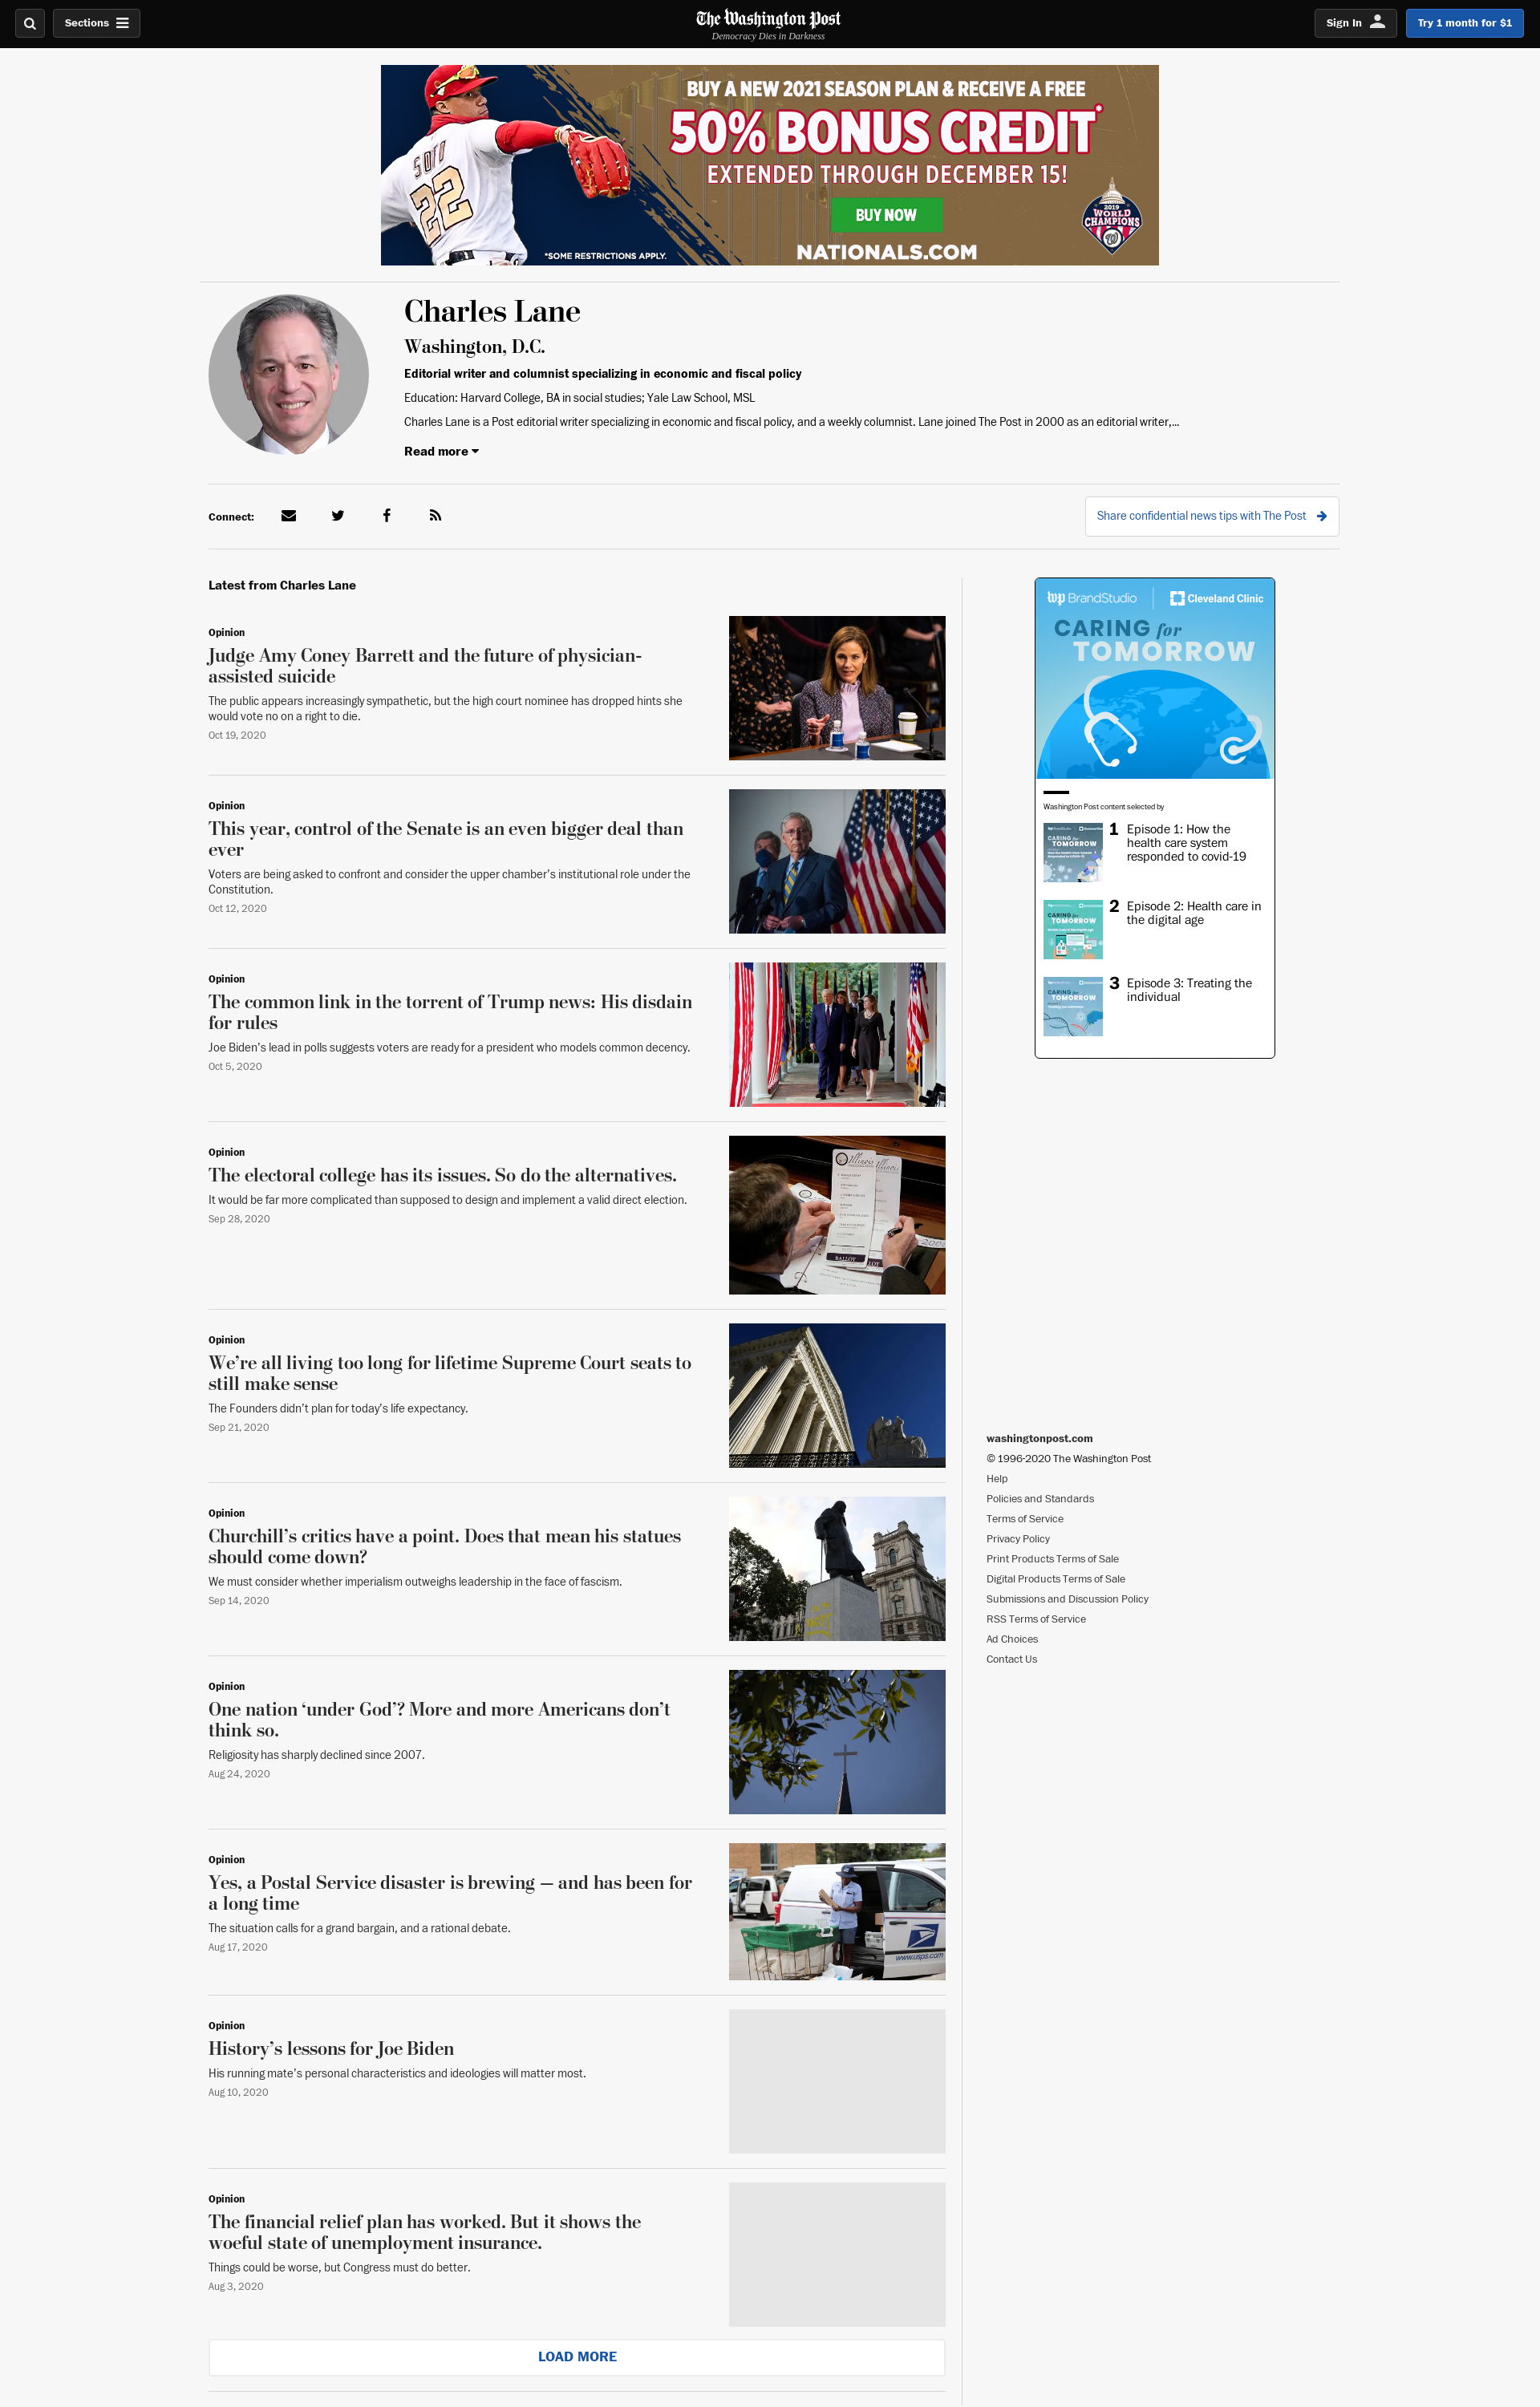 Sections
The Washington Post
Democracy Dies in Darkness
Sign In
Try 1 month for $1
BUY A NEW 2021 SEASON PLAN & RECEIVE A FREE
50% BONUS CREDIT*
EXTENDED THROUGH DECEMBER 15!
BUY NOW
*SOME RESTRICTIONS APPLY.
NATIONALS.COM
SOTO
22
2019
WORLD
CHAMPIONS
W
Charles Lane
Washington, D.C.
Editorial writer and columnist specializing in economic and fiscal policy
Education: Harvard College, BA in social studies; Yale Law School, MSL
Charles Lane is a Post editorial writer specializing in economic and fiscal policy, and a weekly columnist. Lane joined The Post in 2000 as an editorial writer,...
Read more
Connect:
Share confidential news tips with The Post
Latest from Charles Lane
Opinion
Judge Amy Coney Barrett and the future of physician-
assisted suicide
The public appears increasingly sympathetic, but the high court nominee has dropped hints she
would vote no on a right to die.
Oct 19, 2020
Opinion
This year, control of the Senate is an even bigger deal than
ever
Voters are being asked to confront and consider the upper chamber's institutional role under the
Constitution.
Oct 12, 2020
Opinion
The common link in the torrent of Trump news: His disdain
for rules
Joe Biden's lead in polls suggests voters are ready for a president who models common decency.
Oct 5, 2020
Opinion
The electoral college has its issues. So do the alternatives.
It would be far more complicated than supposed to design and implement a valid direct election.
Sep 28, 2020
Illinois
Illinois
BALLOT
Opinion
We're all living too long for lifetime Supreme Court seats to
still make sense
The Founders didn't plan for today's life expectancy.
Sep 21, 2020
Opinion
Churchill's critics have a point. Does that mean his statues
should come down?
We must consider whether imperialism outweighs leadership in the face of fascism.
Sep 14, 2020
Opinion
One nation ‘under God’? More and more Americans don't
think so.
Religiosity has sharply declined since 2007.
Aug 24, 2020
Opinion
Yes, a Postal Service disaster is brewing — and has been for
a long time
The situation calls for a grand bargain, and a rational debate.
Aug 17, 2020
www.usps.com
Opinion
History's lessons for Joe Biden
His running mate's personal characteristics and ideologies will matter most.
Aug 10, 2020
Opinion
The financial relief plan has worked. But it shows the
woeful state of unemployment insurance.
Things could be worse, but Congress must do better.
Aug 3, 2020
LOAD MORE
wp BrandStudio
Cleveland Clinic
CARING for
TOMORROW
Washington Post content selected by
1 Episode 1: How the
health care system
responded to covid-19
CARING for
TOMORROW
2 Episode 2: Health care in
the digital age
CARING for
TOMORROW
3 Episode 3: Treating the
individual
CARING for
TOMORROW
washingtonpost.com
© 1996-2020 The Washington Post
Help
Policies and Standards
Terms of Service
Privacy Policy
Print Products Terms of Sale
Digital Products Terms of Sale
Submissions and Discussion Policy
RSS Terms of Service
Ad Choices
Contact Us